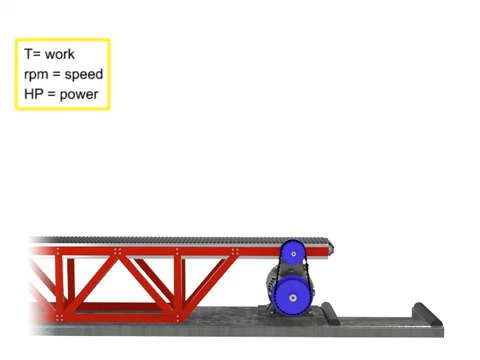 T= work
rpm = speed
HP = power